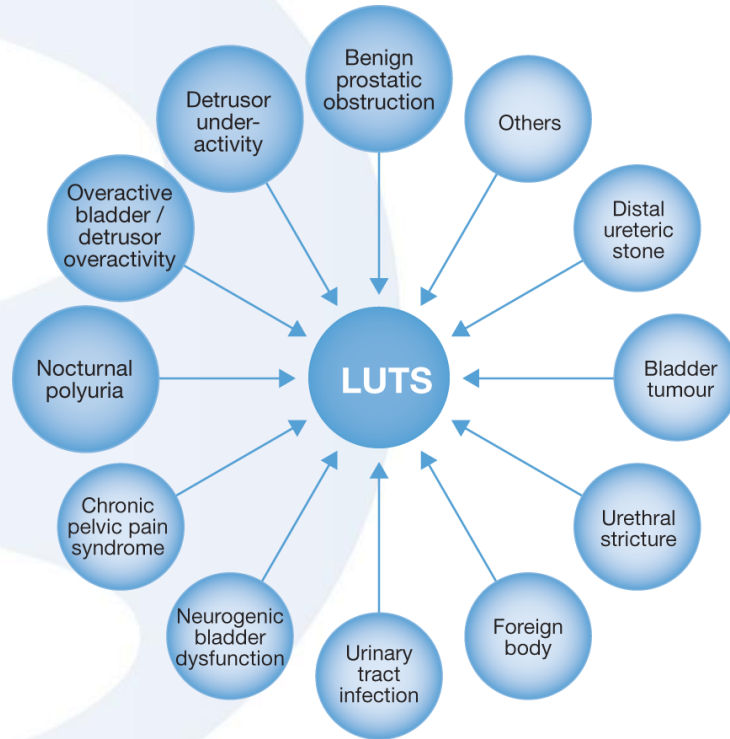 Benign
prostatic
obstruction
Others
Distal
ureteric
stone
Bladder
tumour
Urethral
stricture
Foreign
body
Urinary
tract
infection
Neurogenic
bladder
dysfunction
Chronic
pelvic pain
syndrome
Nocturnal
polyuria
Overactive
bladder /
detrusor
overactivity
Detrusor
under-
activity
LUTS